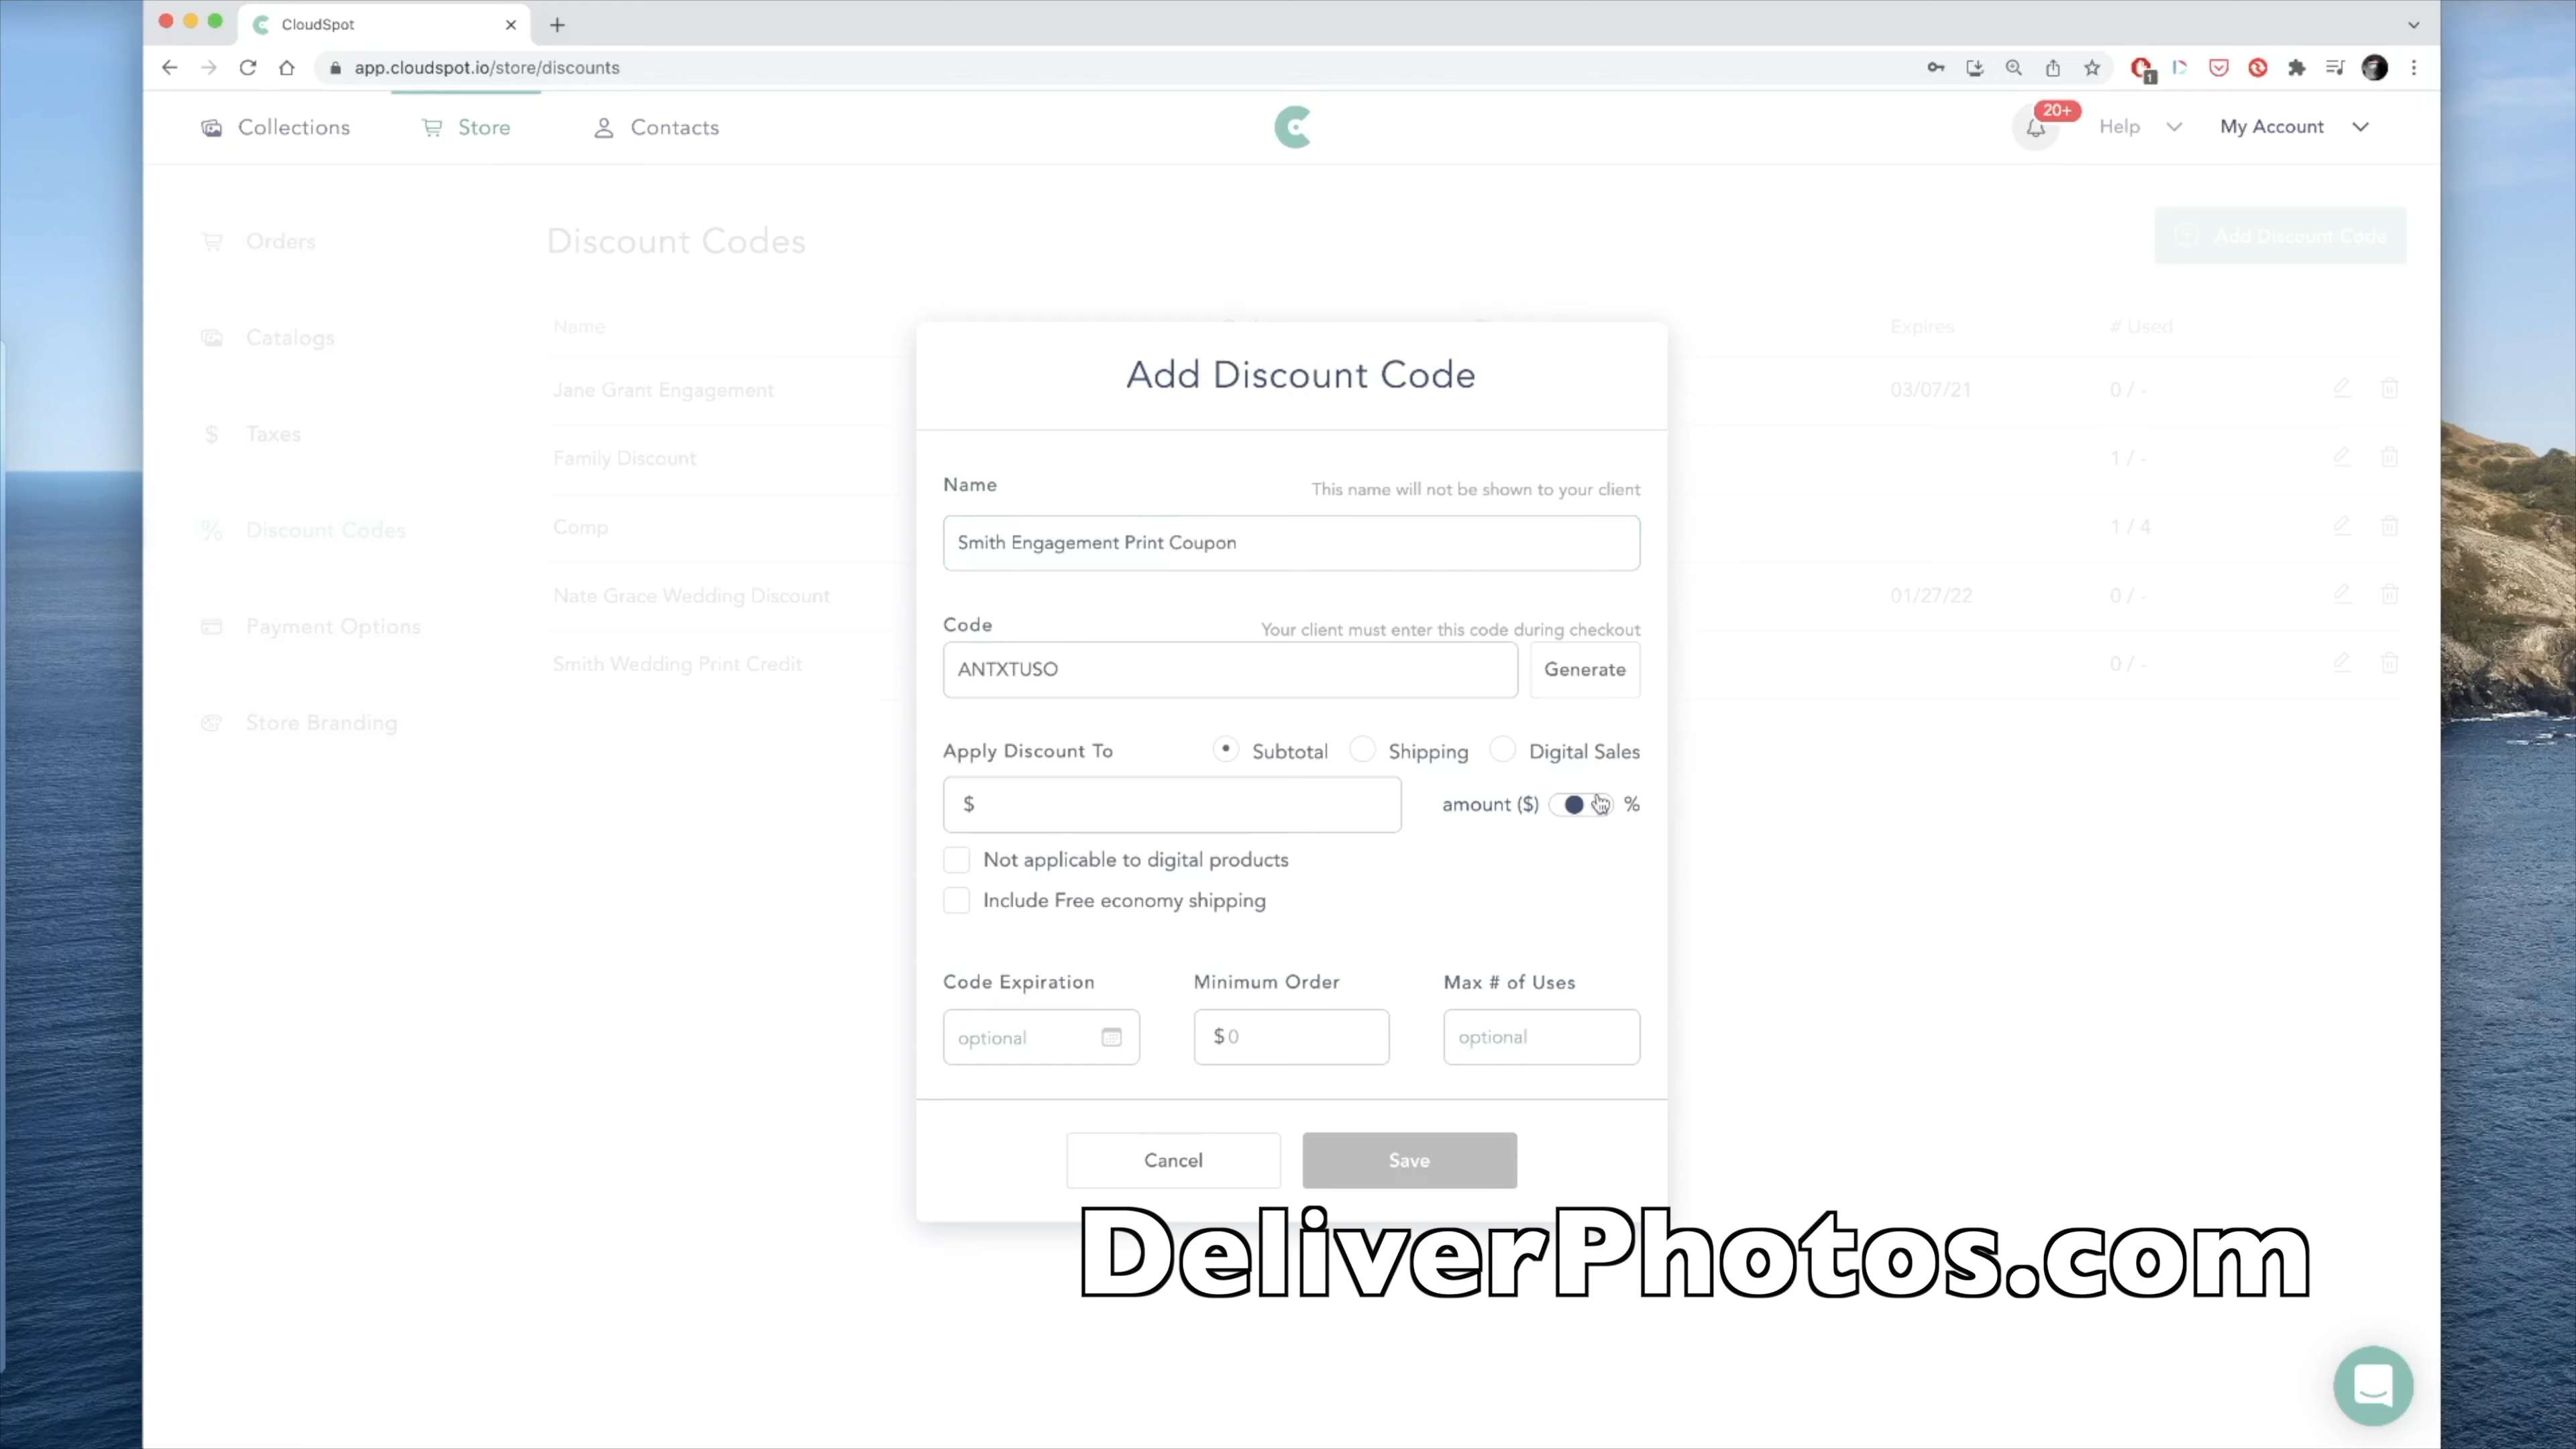 CloudSpot
app.cloudspot.io/store/discounts
1
Collections
Store
Contacts
20+
Help
My Account
Orders
Catalogs
$ Taxes
% Discount Codes
Payment Options
Store Branding
Discount Codes
Add Discount Code
Name
Expires
# Used
Jane Grant Engagement
03/07/21
0 / -
Family Discount
1 / -
Comp
1 / 4
Nate Grace Wedding Discount
01/27/22
0 / -
Smith Wedding Print Credit
0 / -
Add Discount Code
Name
This name will not be shown to your client
Smith Engagement Print Coupon
Code
Your client must enter this code during checkout
ANTXTUSO
Generate
Apply Discount To
Subtotal
Shipping
Digital Sales
$
amount ($)
%
Not applicable to digital products
Include Free economy shipping
Code Expiration
Minimum Order
Max # of Uses
optional
$ 0
optional
Cancel
Save
DeliverPhotos.com